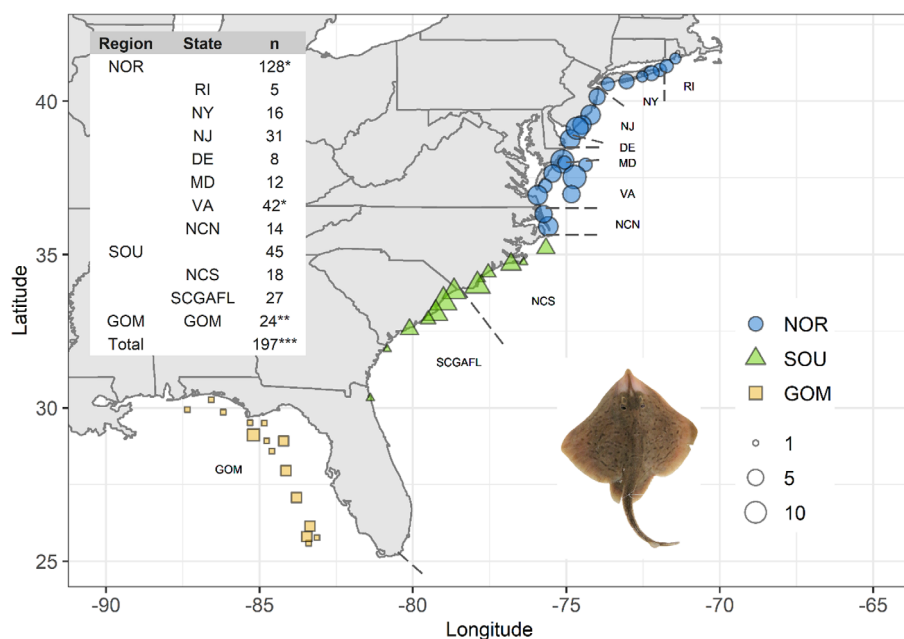 Region State n
NOR 128*
RI 5
NY 16
NJ 31
DE 8
MD 12
VA 42*
NCN 14
SOU 45
NCS 18
SCGAFL 27
GOM GOM 24**
Total 197***
RI
NY
NJ
DE
MD
VA
NCN
NCS
SCGAFL
GOM
NOR
SOU
GOM
1
5
10
Latitude
40
35
30
25
-90 -85 -80 -75 -70 -65
Longitude